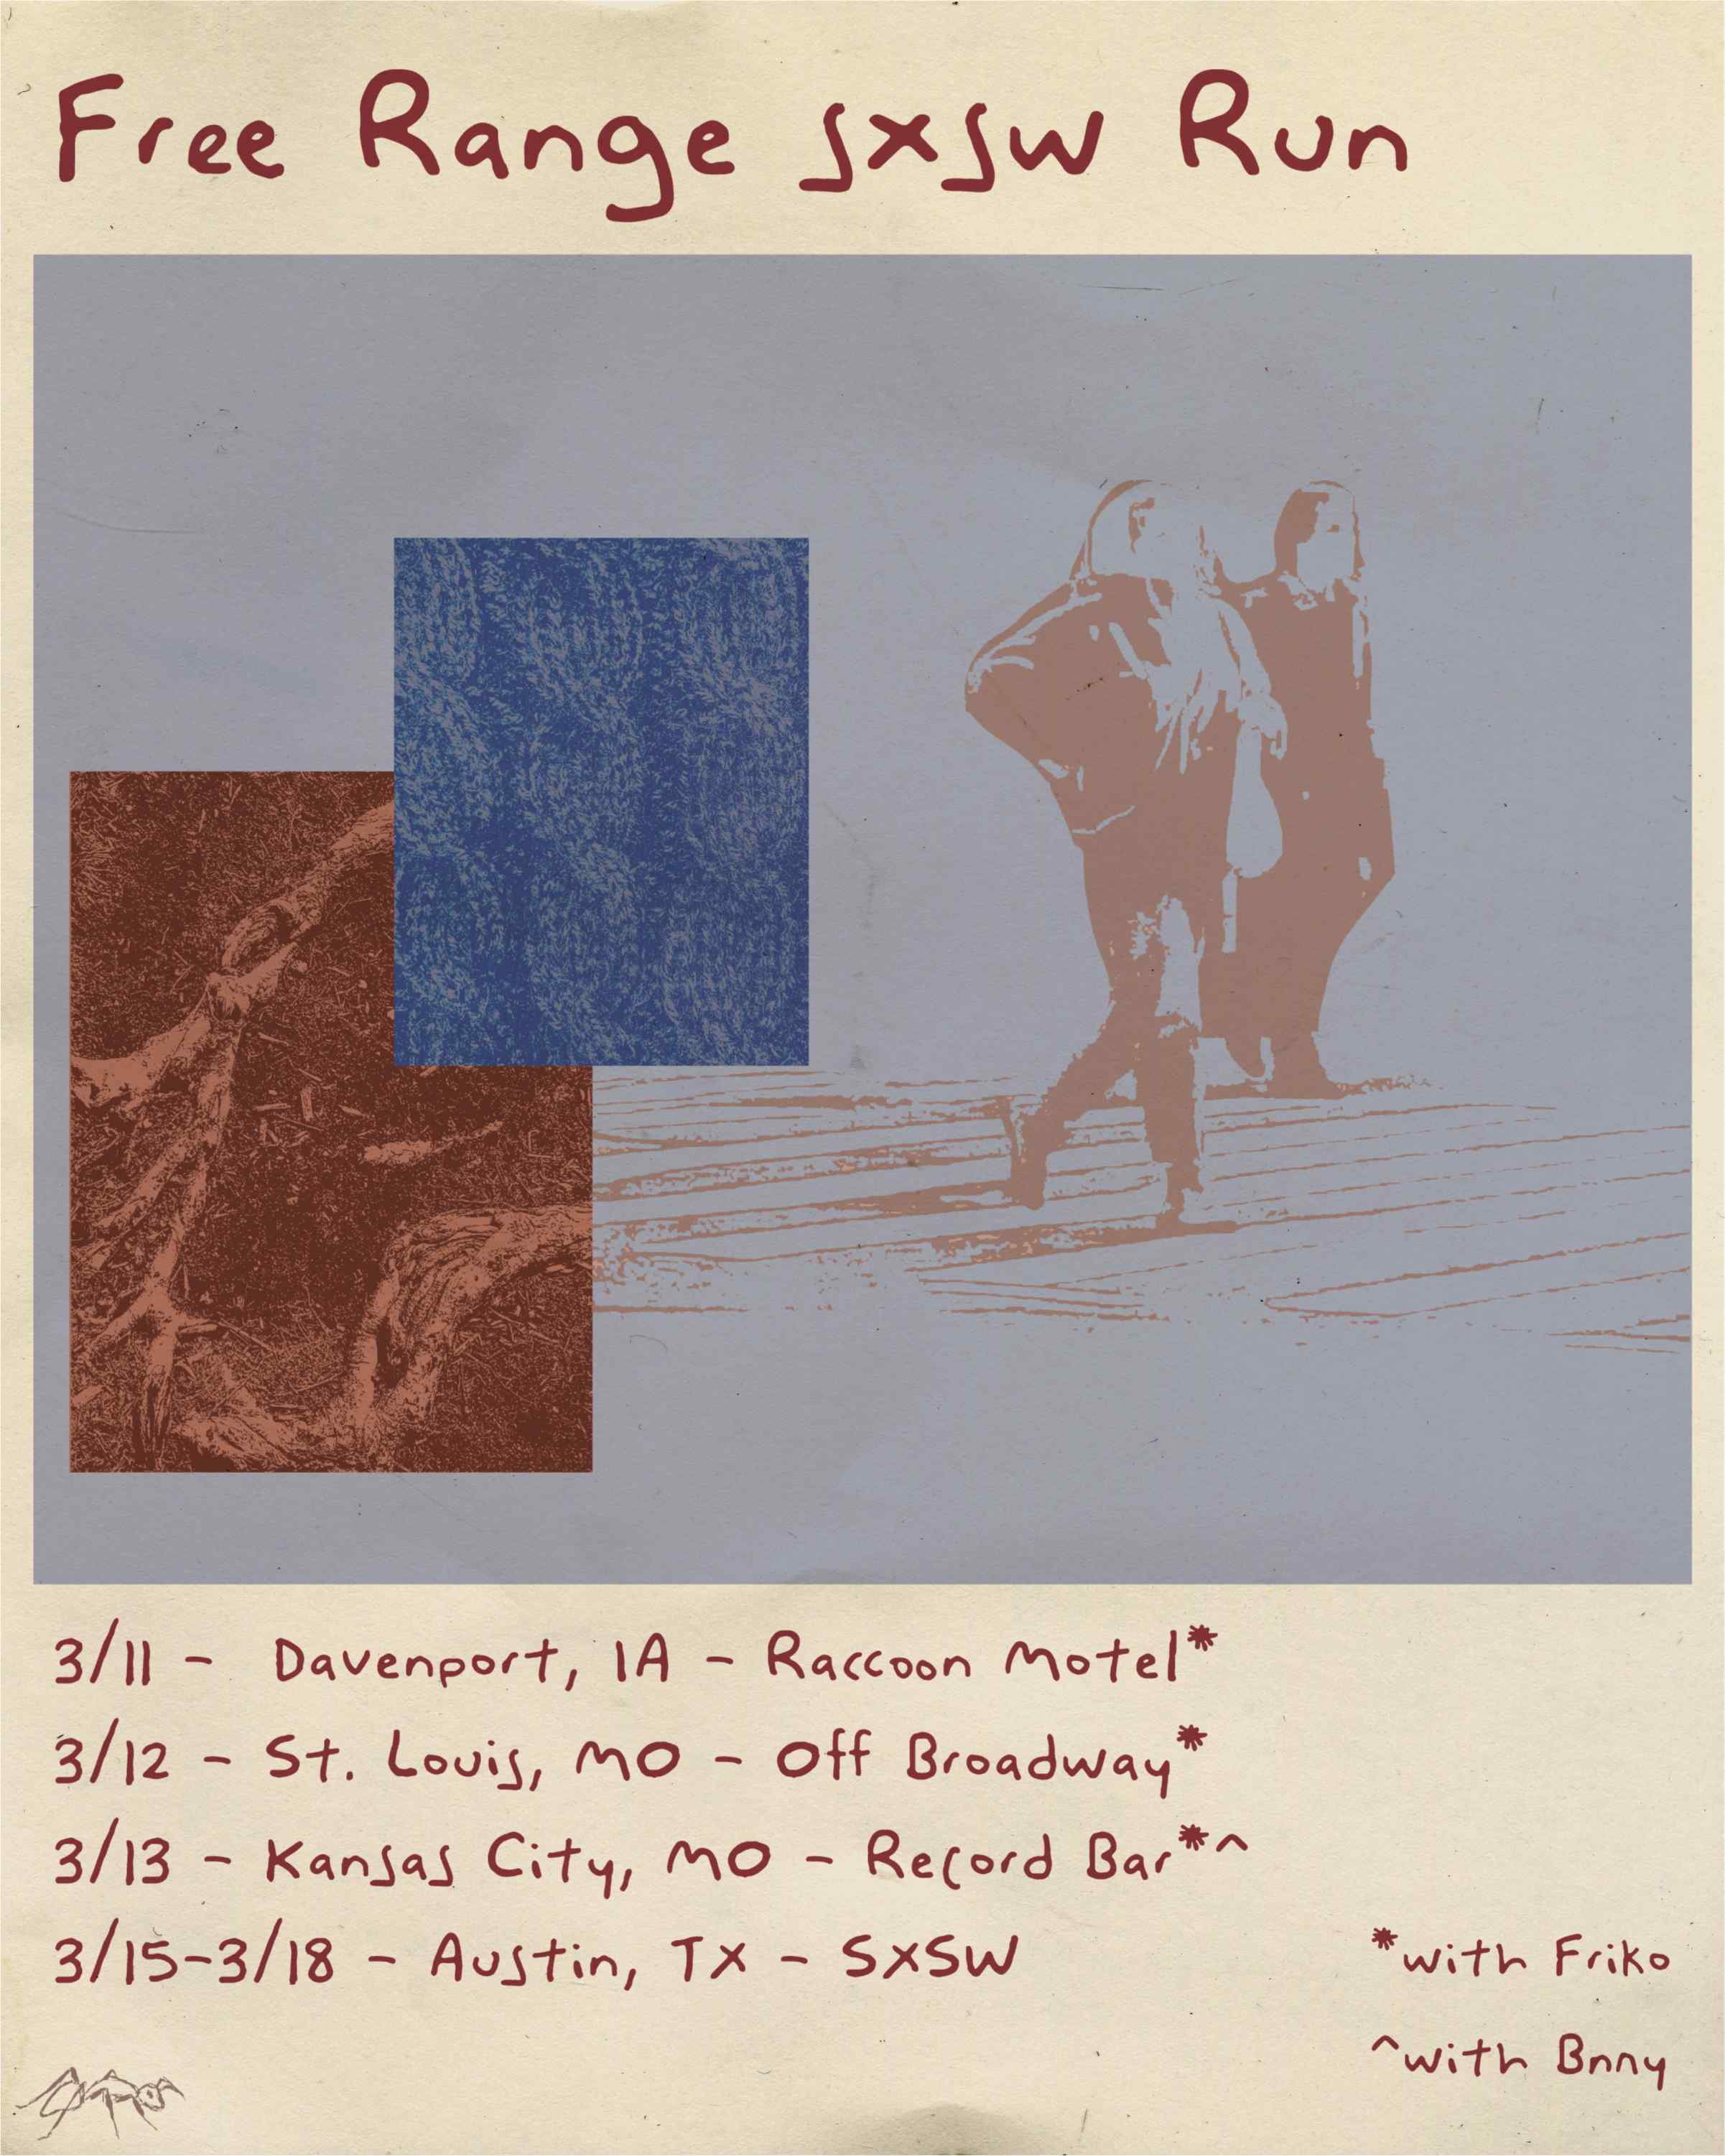 Free Range SXSW Run
3/11 - Davenport, IA - Raccoon Motel*
3/12 - St. Louis, MO - Off Broadway*
3/13 - Kansas City, MO - Record Bar*^
3/15-3/18 - Austin, TX - SXSW
*with Friko
^with Bnny